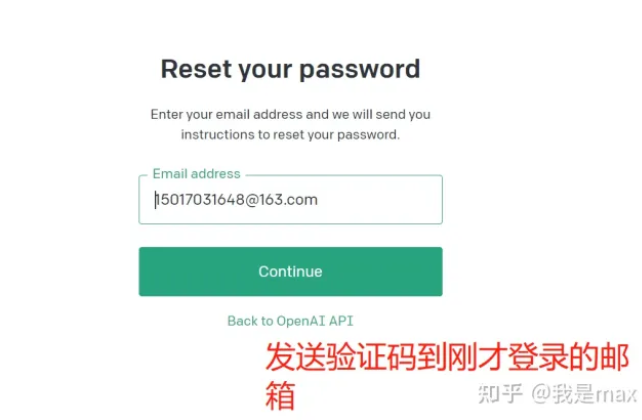 Reset your password
Enter your email address and we will send you
instructions to reset your password.
Email address
15017031648@163.com
Continue
Back to OpenAI API
发送验证码到刚才登录的邮
箱
知乎 @我是max